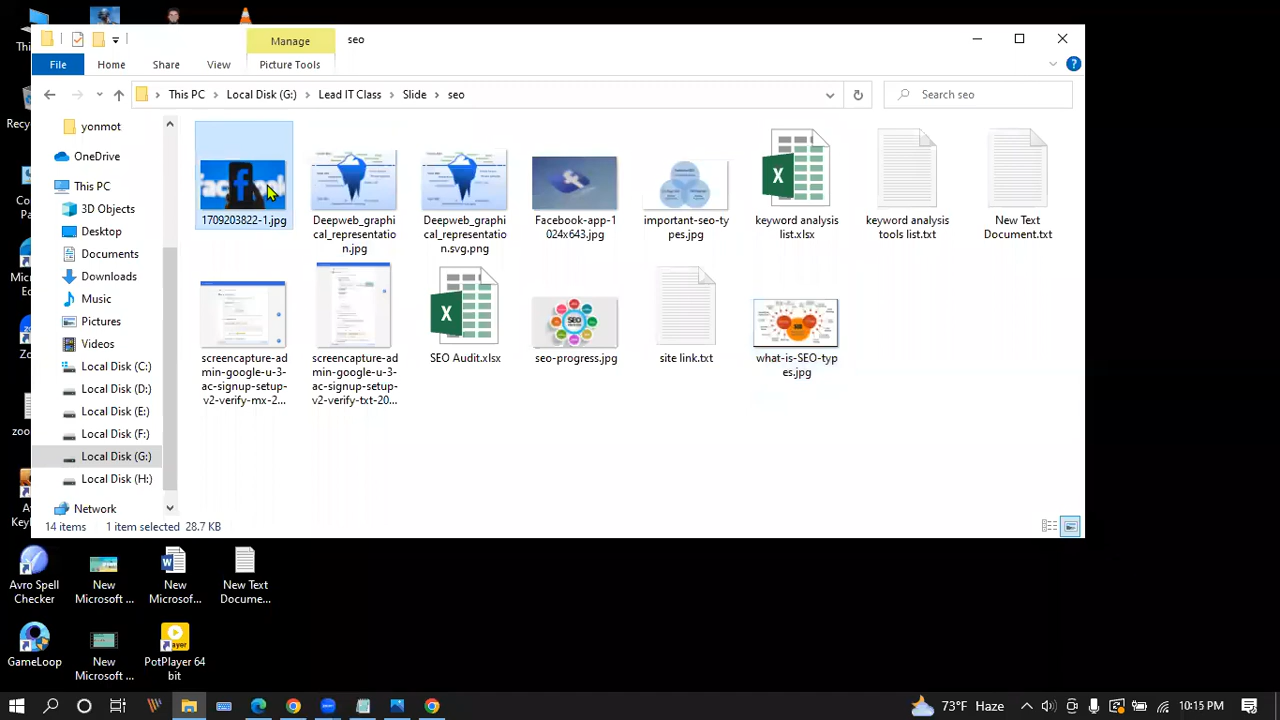 Manage
seo
File
Home
Share
View
Picture Tools
This PC
Local Disk (G:)
Lead IT Class
Slide
seo
Search seo
yonmot
OneDrive
This PC
3D Objects
Desktop
Documents
Downloads
Music
Pictures
Videos
Local Disk (C:)
Local Disk (D:)
Local Disk (E:)
Local Disk (F:)
Local Disk (G:)
Local Disk (H:)
Network
1709203822-1.jpg
Deepweb_graphi
cal_representatio
n.jpg
Deepweb_graphi
cal_representatio
n.svg.png
Facebook-app-1
024x643.jpg
important-seo-ty
pes.jpg
keyword analysis
list.xlsx
keyword analysis
tools list.txt
New Text
Document.txt
screencapture-ad
min-google-u-3-
ac-signup-setup-
v2-verify-mx-2...
screencapture-ad
min-google-u-3-
ac-signup-setup-
v2-verify-txt-20...
SEO Audit.xlsx
SEO
seo-progress.jpg
site link.txt
what-is-SEO-typ
es.jpg
14 items
1 item selected 28.7 KB
Avro Spell
Checker
New
Microsoft ...
New
Microsof...
New Text
Docume...
GameLoop
New
Microsoft ...
PotPlayer 64
bit
73°F Haze
10:15 PM